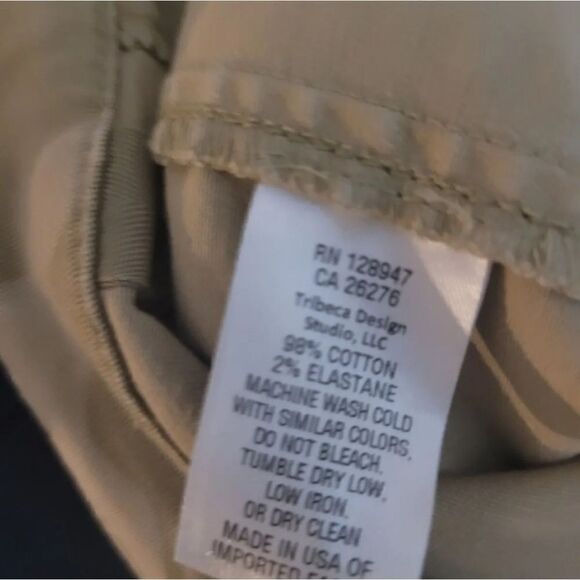 RN 128947
CA 26276
Tribeca Design
Studio, LLC
98% COTTON
2% ELASTANE
MACHINE WASH COLD
WITH SIMILAR COLORS,
DO NOT BLEACH,
TUMBLE DRY LOW,
LOW IRON.
OR DRY CLEAN
MADE IN USA OF
IMPORTED